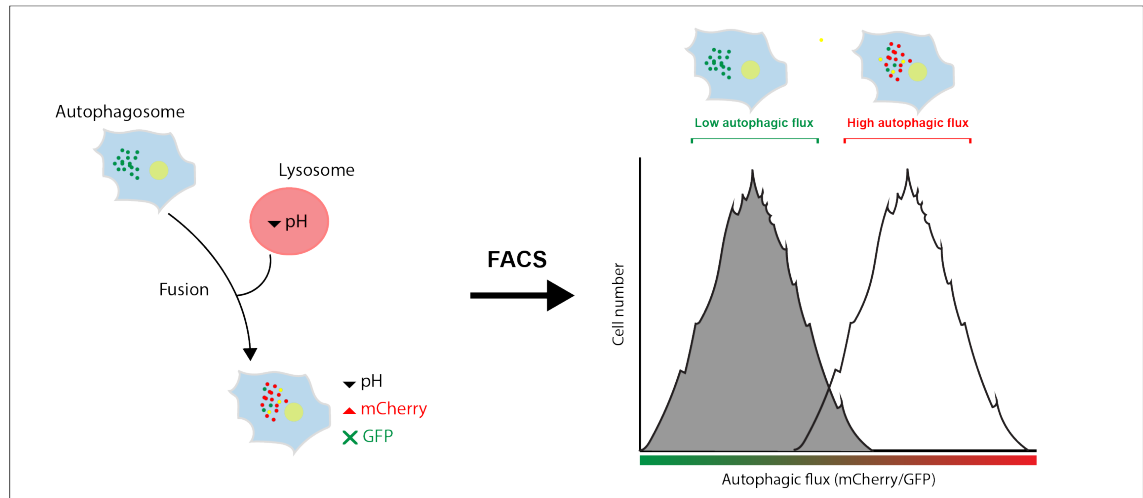 Autophagosome
Lysosome
pH
Fusion
pH
mCherry
GFP
FACS
Low autophagic flux
High autophagic flux
Cell number
Autophagic flux (mCherry/GFP)